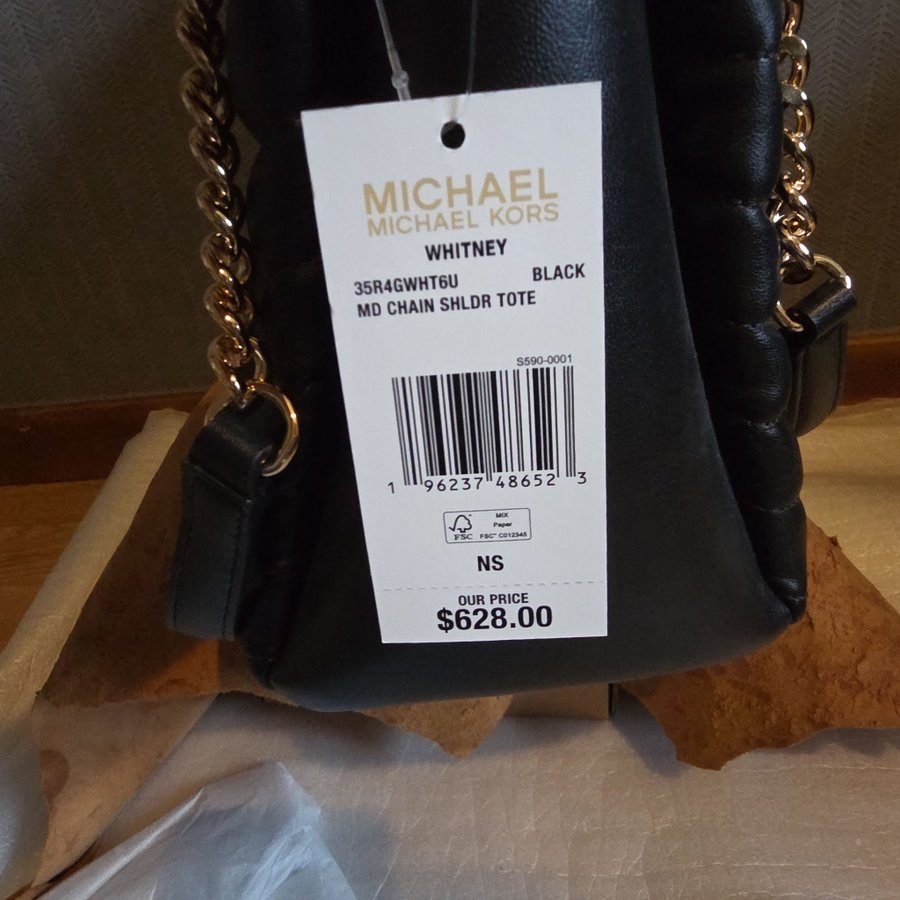 MICHAEL
MICHAEL KORS
WHITNEY
35R4GWHT6U BLACK
MD CHAIN SHLDR TOTE
S590-0001
1 96237 48652 3
FSC MIX
Paper
FSC™ C012345
NS
OUR PRICE
$628.00